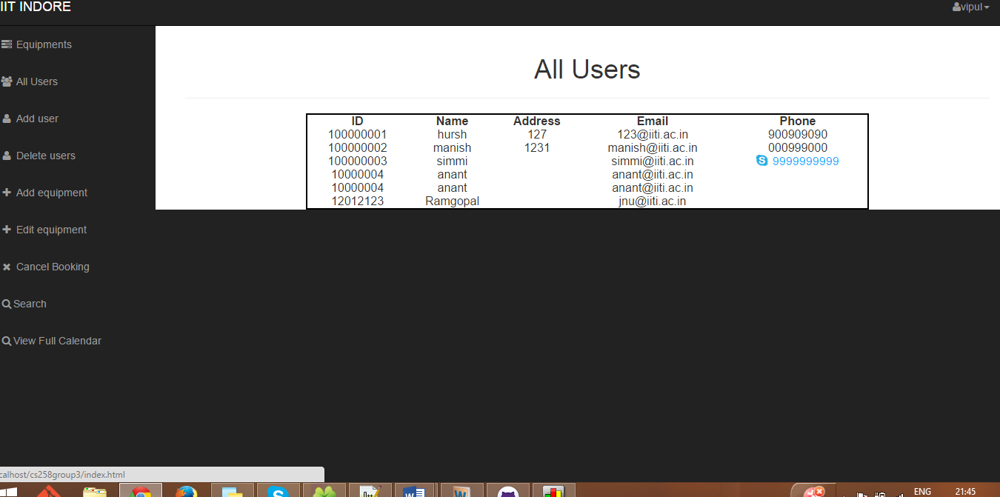 IIT INDORE
vipul
Equipments
All Users
Add user
Delete users
Add equipment
Edit equipment
Cancel Booking
Search
View Full Calendar
All Users
ID Name Address Email Phone
100000001 hursh 127 123@iiti.ac.in 900909090
100000002 manish 1231 manish@iiti.ac.in 000999000
100000003 simmi simmi@iiti.ac.in 9999999999
10000004 anant anant@iiti.ac.in
10000004 anant anant@iiti.ac.in
12012123 Ramgopal jnu@iiti.ac.in
calhost/cs258group3/index.html
ENG 21:45